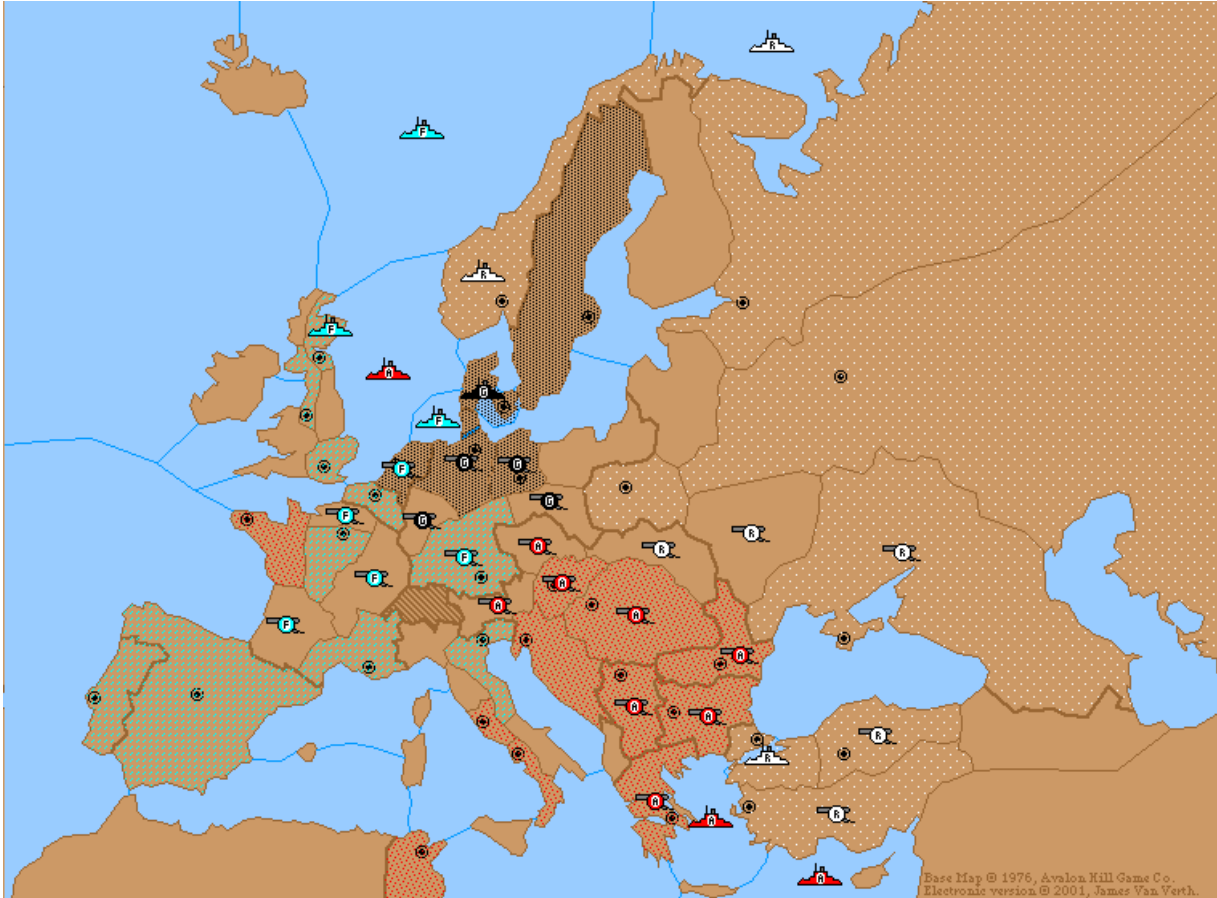 R
F
R
F
A
G
F
F
G
G
G
F
G
R
A
R
R
F
F
A
A
A
F
A
A
A
R
R
A
A
R
A
Base Map © 1976, Avalon Hill Game Co.
Electronic version © 2001, James Van Verth.